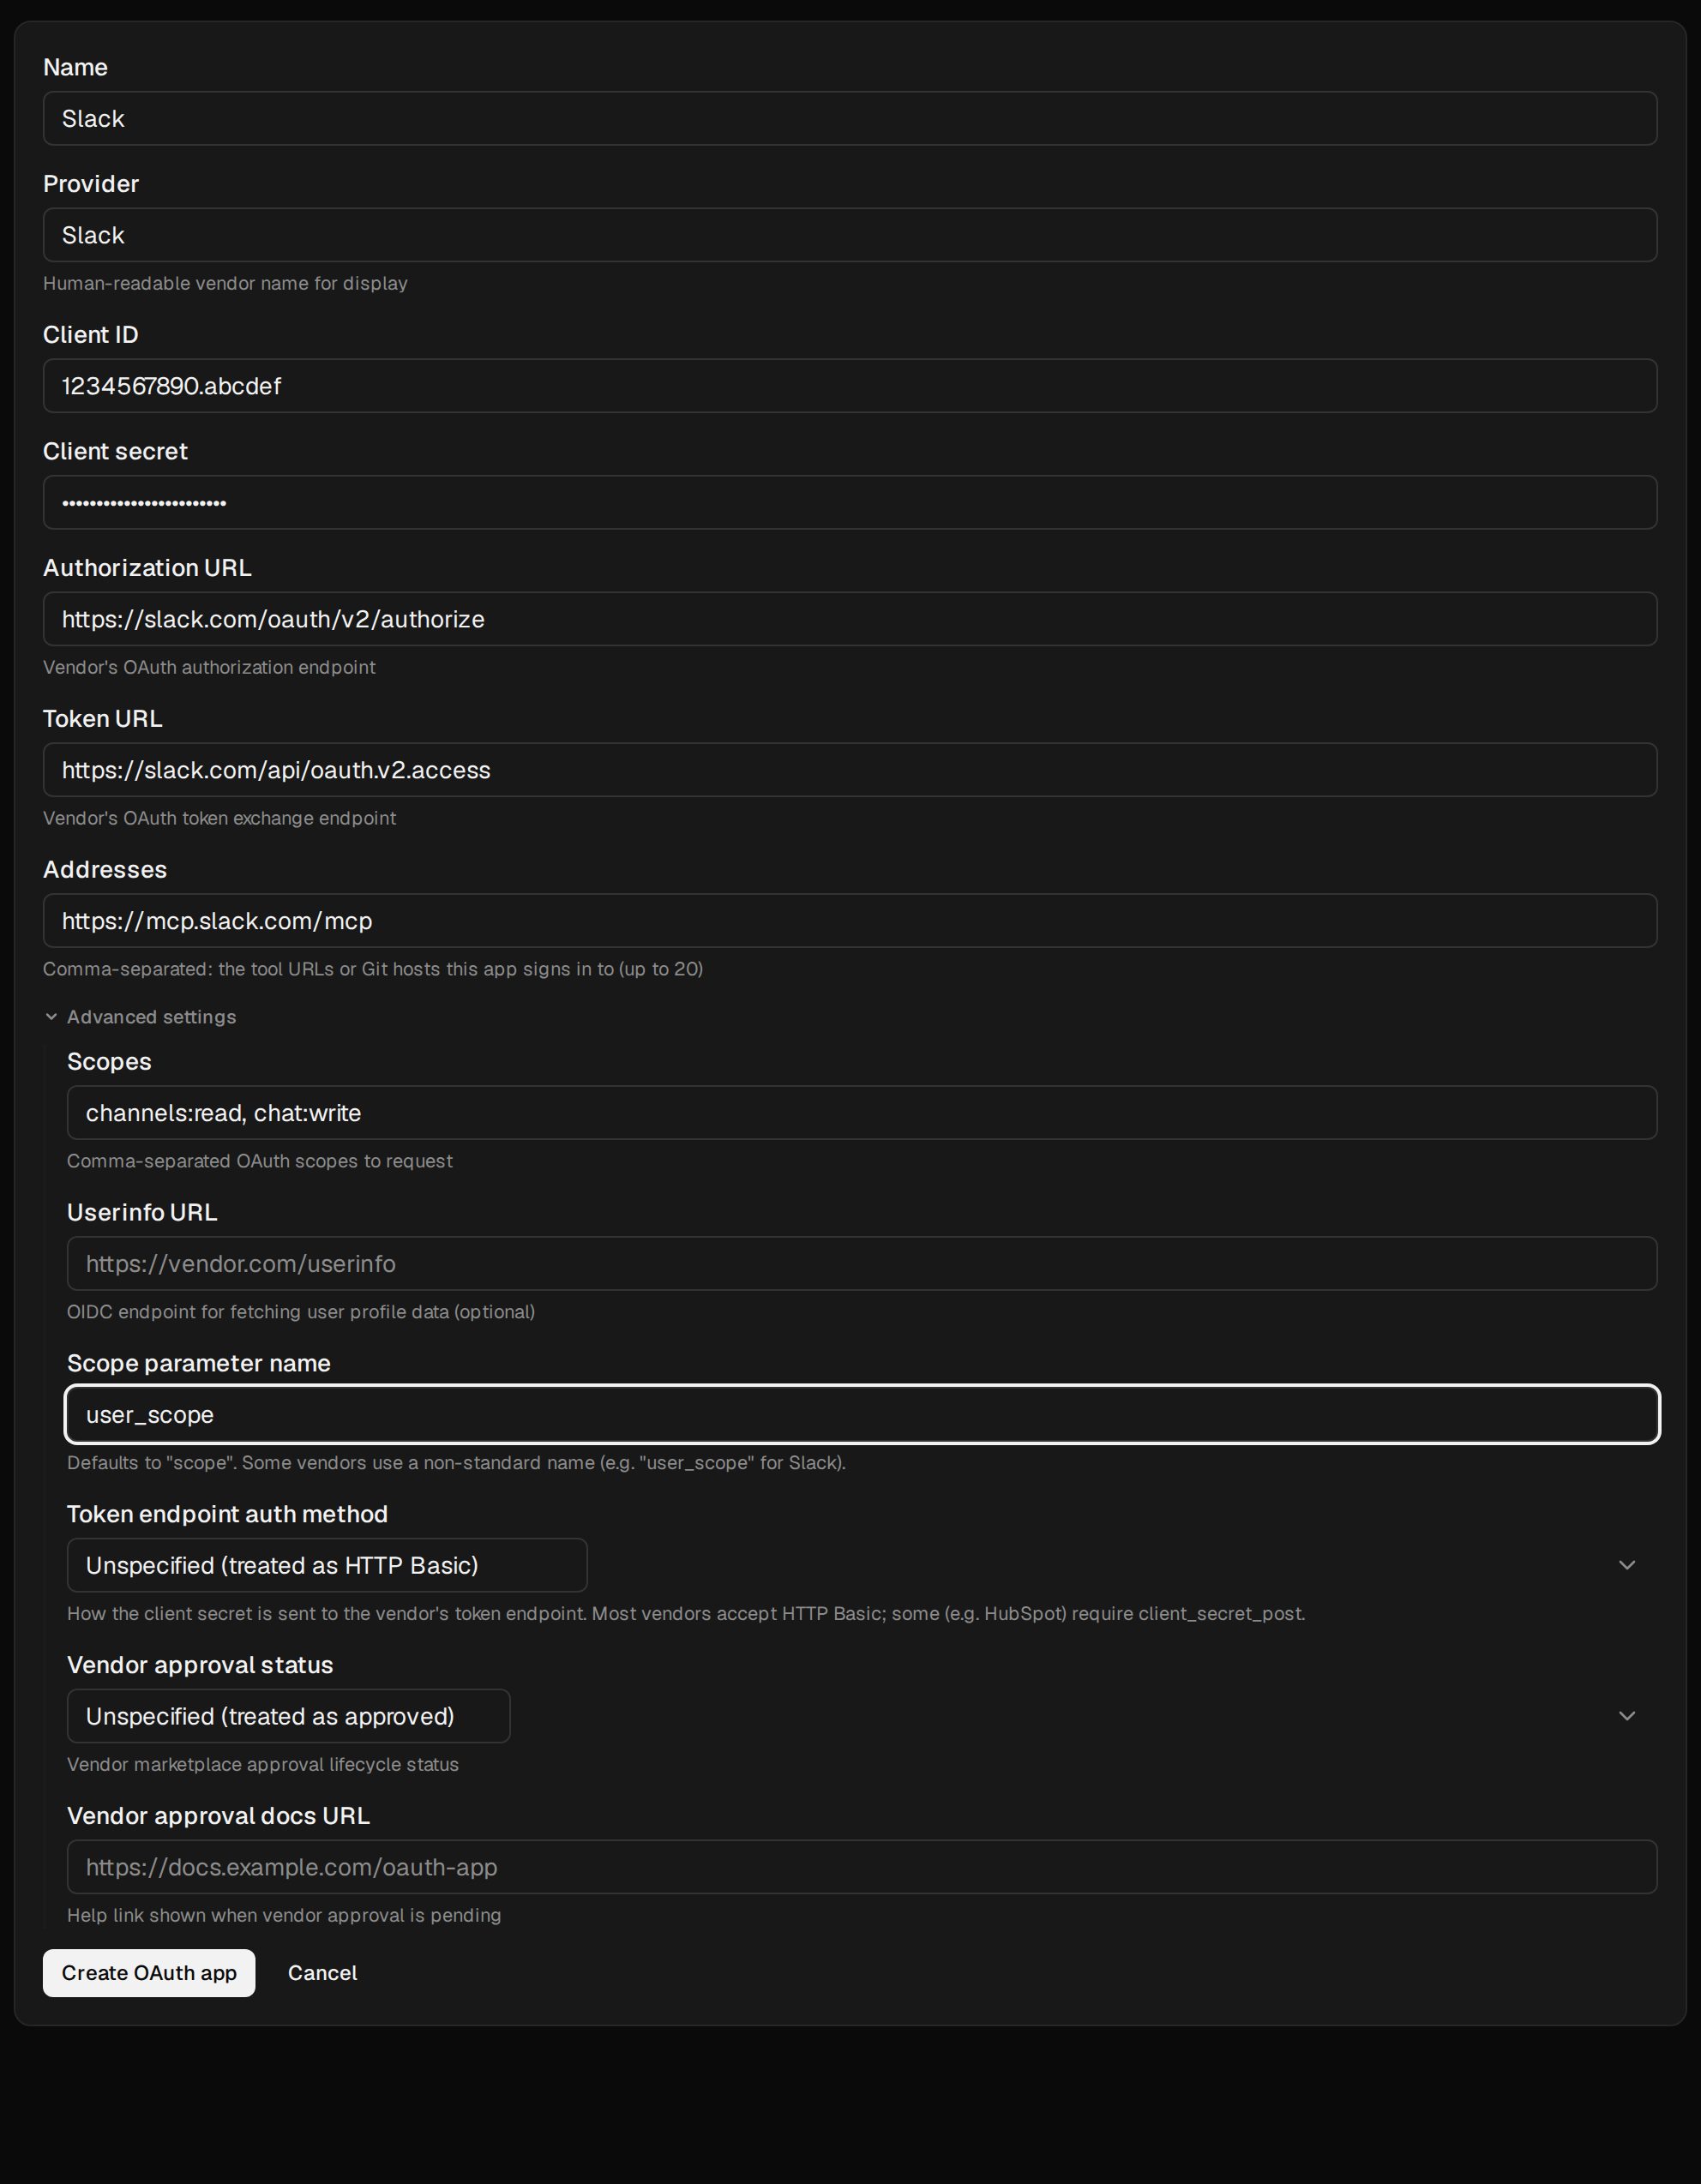 Name
Slack
Provider
Slack
Human-readable vendor name for display
Client ID
1234567890.abcdef
Client secret
••••••••••••••••••••••••
Authorization URL
https://slack.com/oauth/v2/authorize
Vendor's OAuth authorization endpoint
Token URL
https://slack.com/api/oauth.v2.access
Vendor's OAuth token exchange endpoint
Addresses
https://mcp.slack.com/mcp
Comma-separated: the tool URLs or Git hosts this app signs in to (up to 20)
Advanced settings
Scopes
channels:read, chat:write
Comma-separated OAuth scopes to request
Userinfo URL
https://vendor.com/userinfo
OIDC endpoint for fetching user profile data (optional)
Scope parameter name
user_scope
Defaults to "scope". Some vendors use a non-standard name (e.g. "user_scope" for Slack).
Token endpoint auth method
Unspecified (treated as HTTP Basic)
How the client secret is sent to the vendor's token endpoint. Most vendors accept HTTP Basic; some (e.g. HubSpot) require client_secret_post.
Vendor approval status
Unspecified (treated as approved)
Vendor marketplace approval lifecycle status
Vendor approval docs URL
https://docs.example.com/oauth-app
Help link shown when vendor approval is pending
Create OAuth app
Cancel